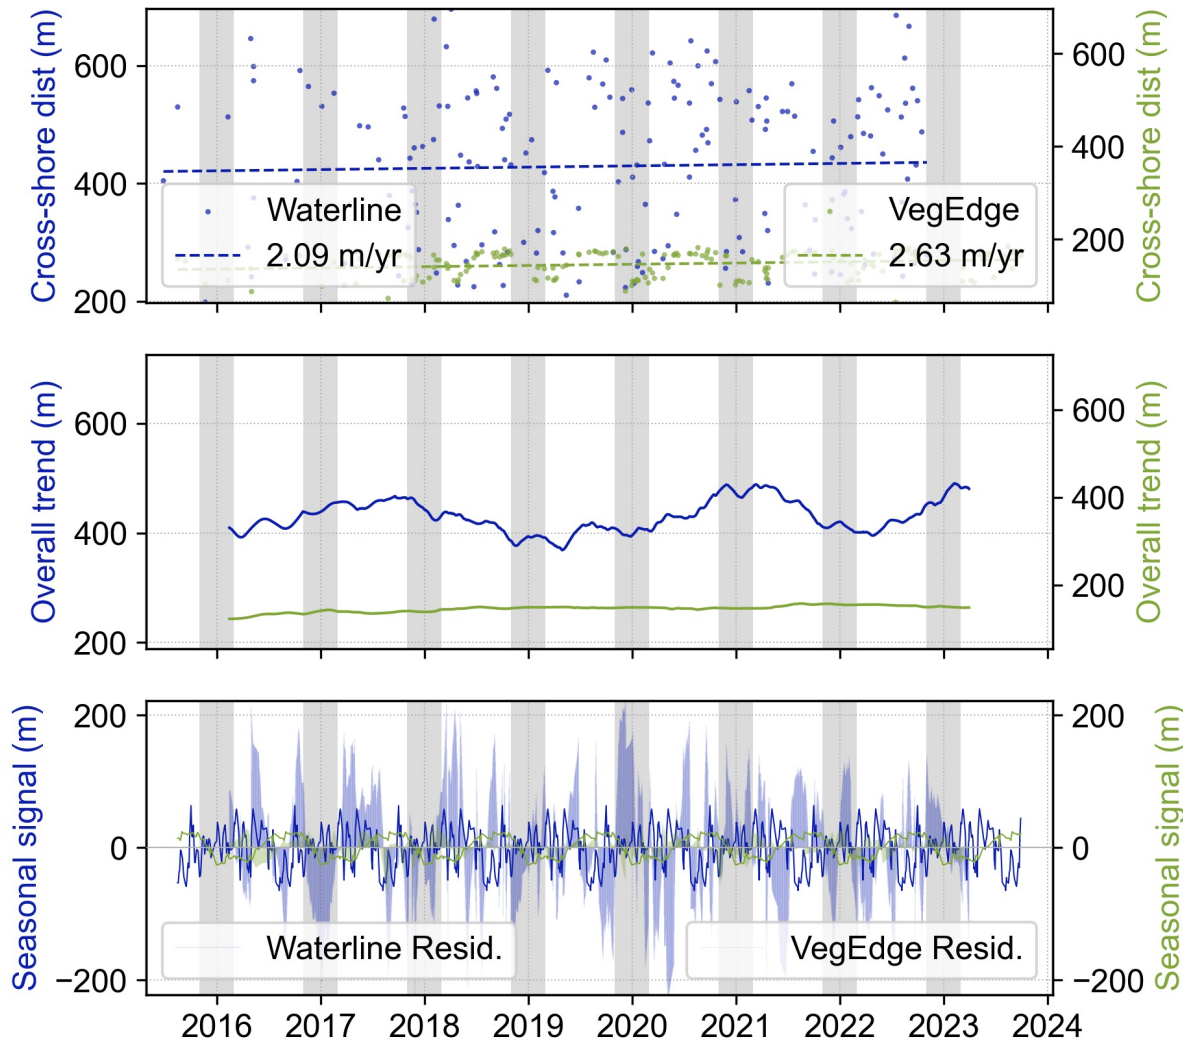 Cross-shore dist (m)
600
400
200
Waterline
2.09 m/yr
VegEdge
2.63 m/yr
600
400
200
Cross-shore dist (m)
Overall trend (m)
600
400
200
600
400
200
Overall trend (m)
Seasonal signal (m)
200
0
−200
Waterline Resid.
VegEdge Resid.
200
0
−200
Seasonal signal (m)
2016 2017 2018 2019 2020 2021 2022 2023 2024